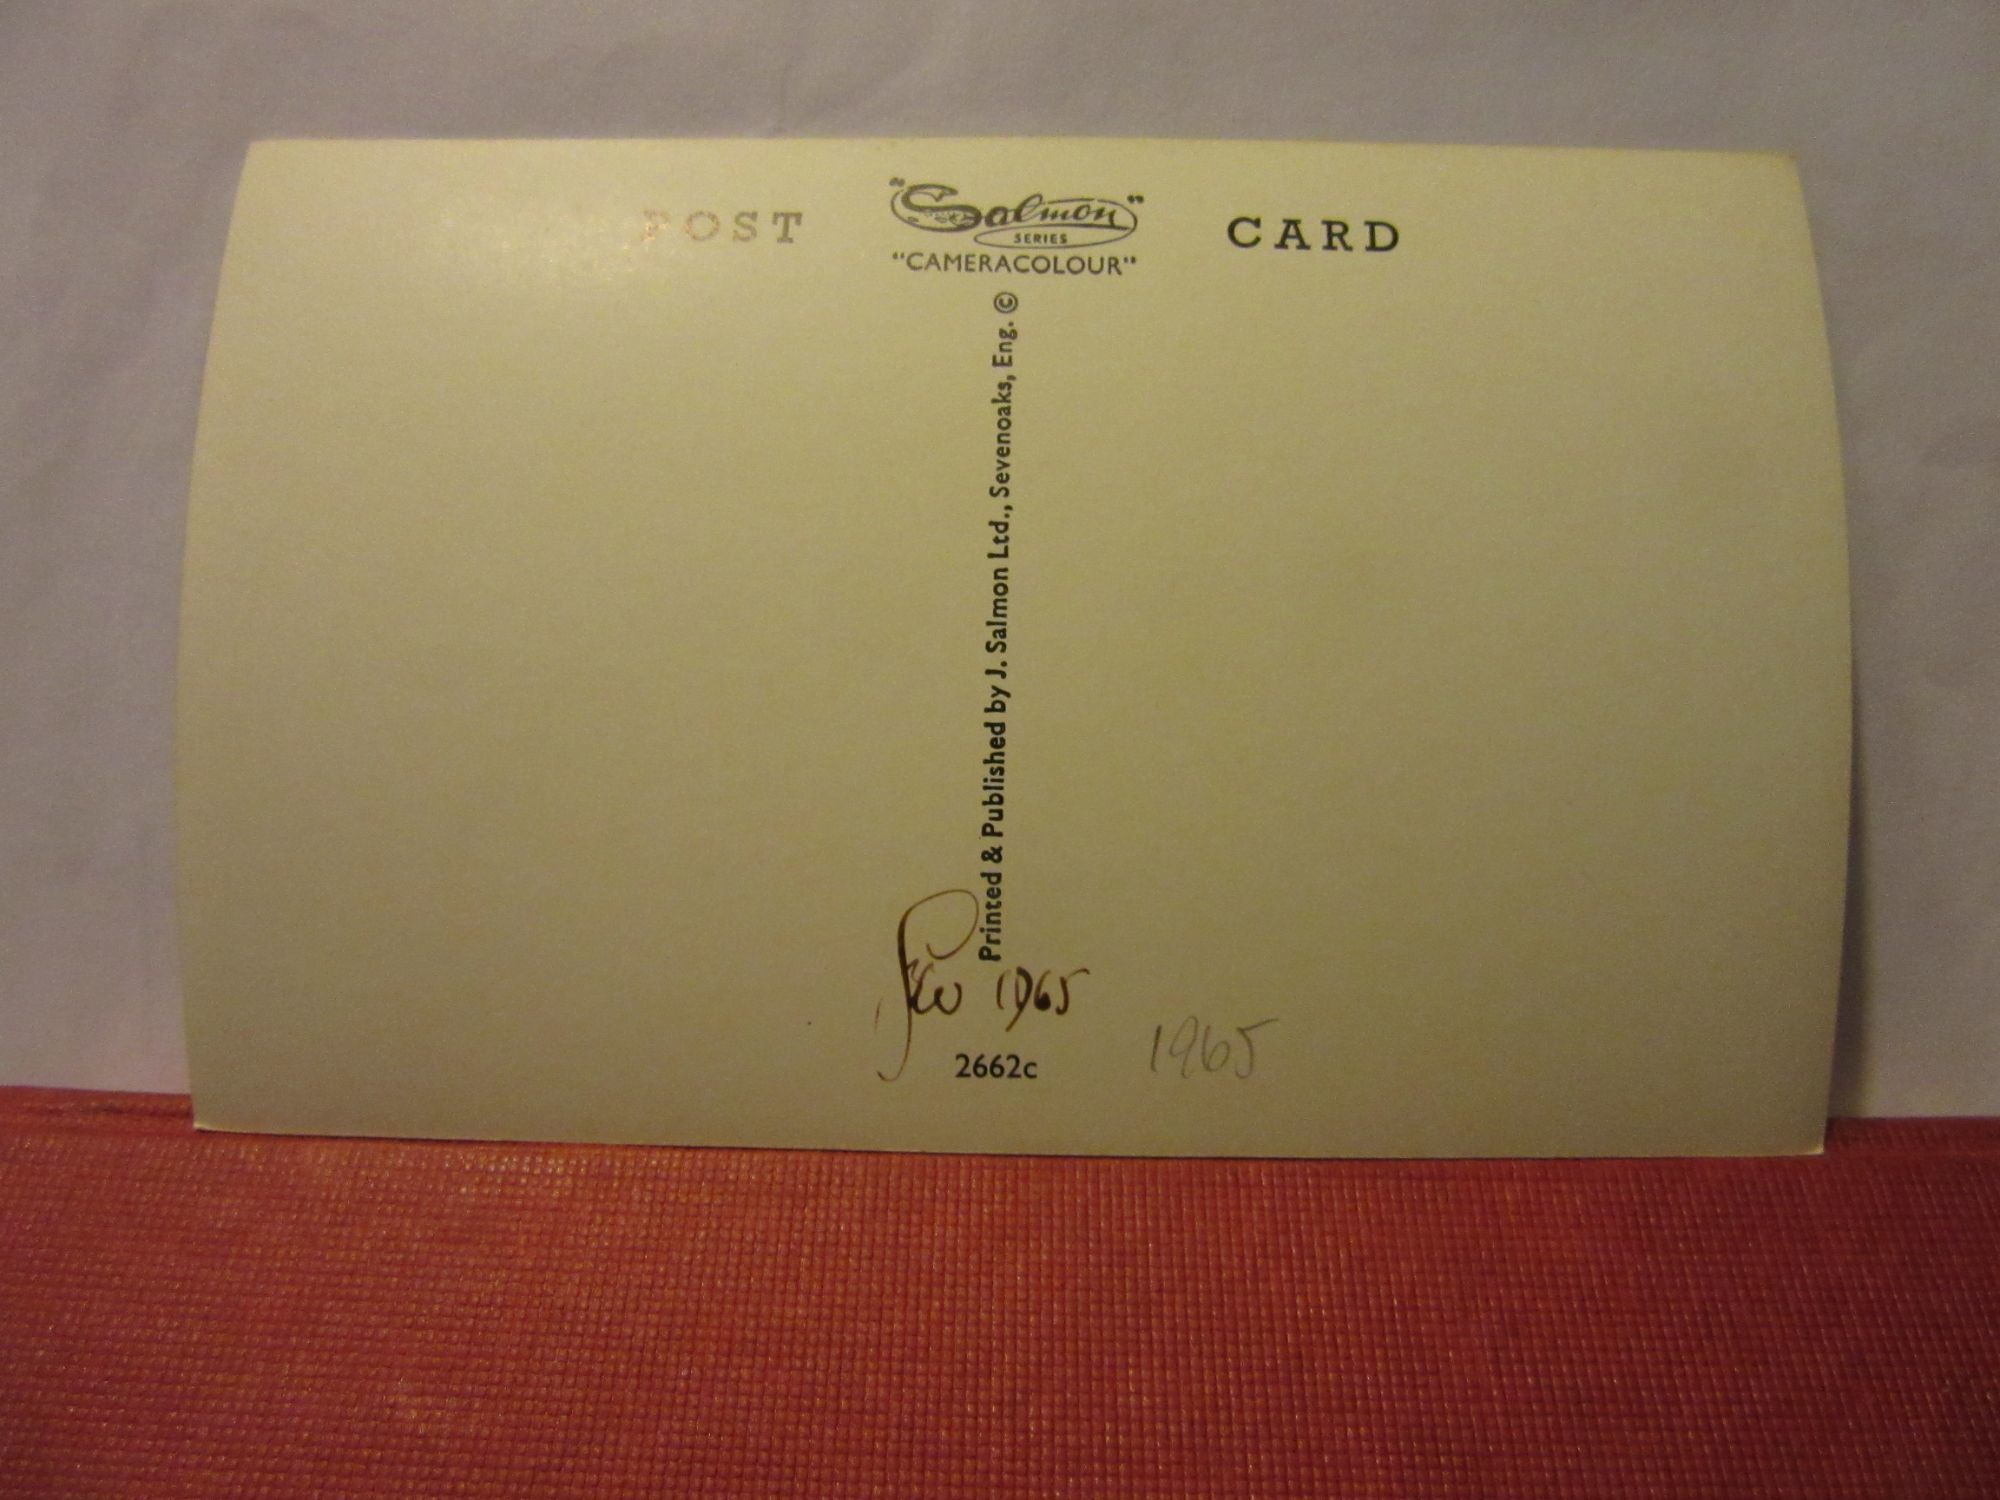 POST "Salmon" CARD
SERIES
"CAMERACOLOUR"
Printed & Published by J. Salmon Ltd., Sevenoaks, Eng. ©
1965
2662c
1965